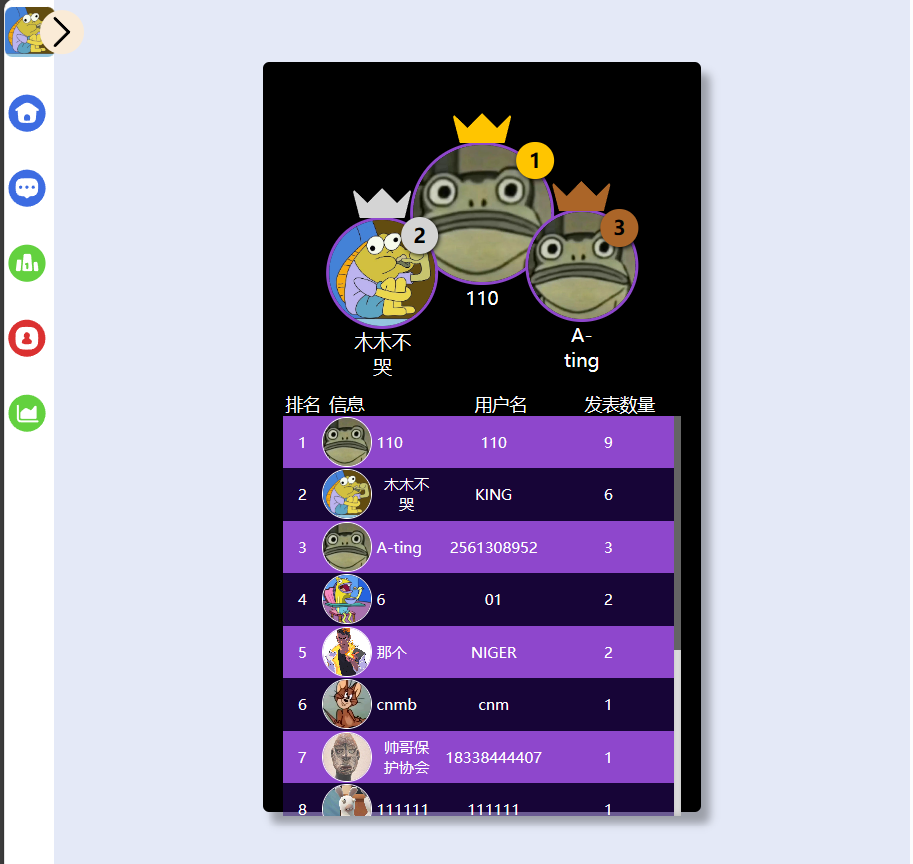 1
2
3
110
木木不
哭
A-
ting
排名 信息 用户名 发表数量
1 110 110 9
2 木木不 KING 6
哭
3 A-ting 2561308952 3
4 6 01 2
5 那个 NIGER 2
6 cnmb cnm 1
7 帅哥保 18338444407 1
护协会
8 111111 111111 1